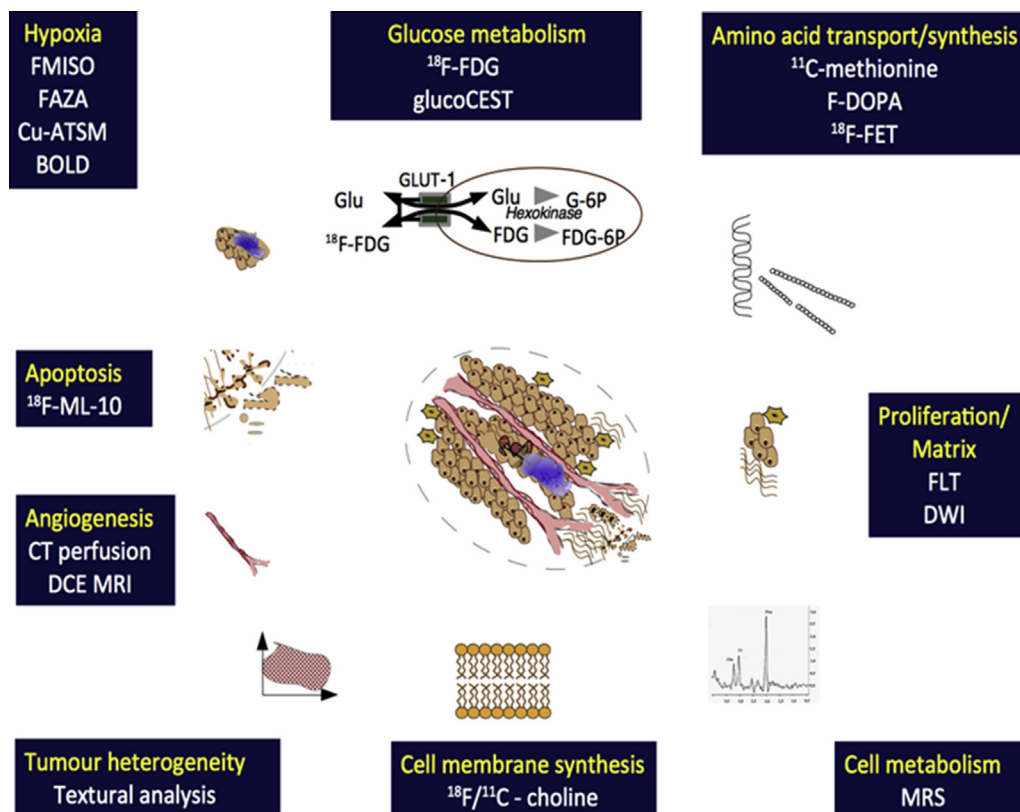 Hypoxia
FMISO
FAZA
Cu-ATSM
BOLD
Glucose metabolism
¹⁸F-FDG
glucoCEST
Amino acid transport/synthesis
¹¹C-methionine
F-DOPA
¹⁸F-FET
GLUT-1
Glu
Glu
G-6P
Hexokinase
¹⁸F-FDG
FDG
FDG-6P
Apoptosis
¹⁸F-ML-10
Proliferation/
Matrix
FLT
DWI
Angiogenesis
CT perfusion
DCE MRI
Tumour heterogeneity
Textural analysis
Cell membrane synthesis
¹⁸F/¹¹C - choline
Cell metabolism
MRS